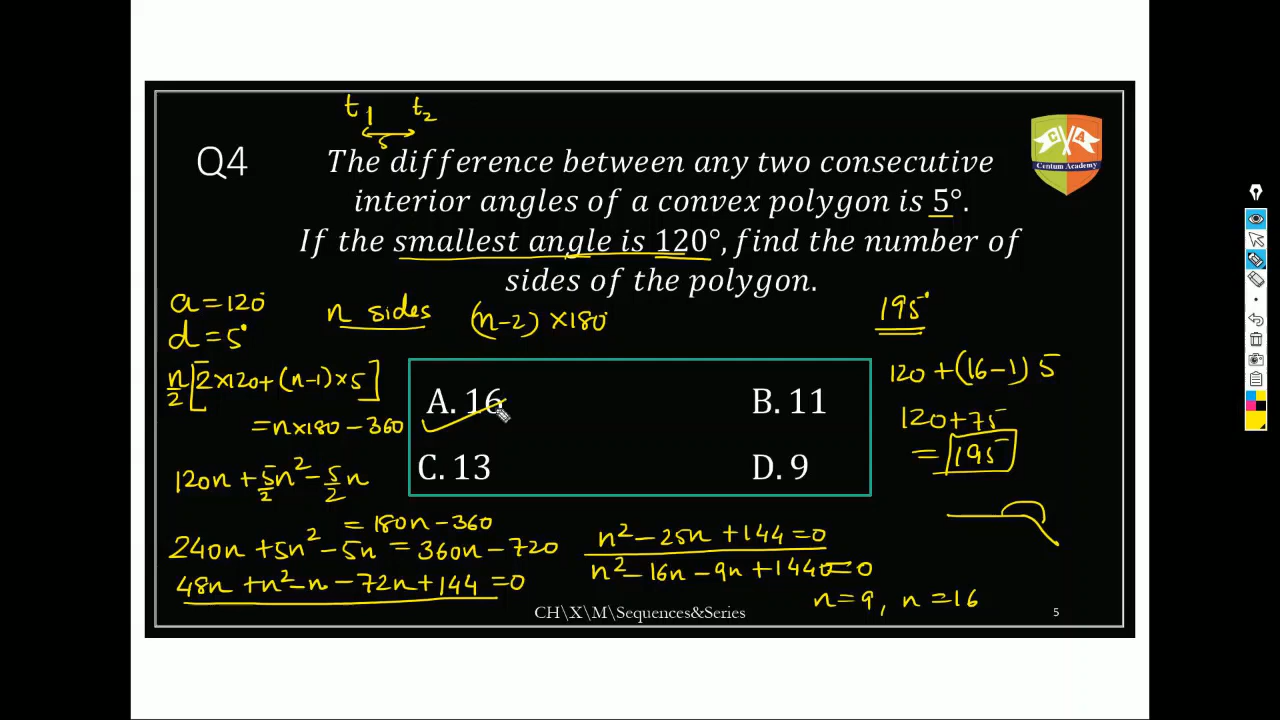 t1 t2
5
Q4
The difference between any two consecutive
interior angles of a convex polygon is 5°.
If the smallest angle is 120°, find the number of
sides of the polygon.
CA
Centum Academy
a = 120°
d = 5°
n sides
(n-2) × 180°
195°
n/2 [2×120 + (n-1)×5]
= n×180 - 360
120n + 5/2 n² - 5/2 n
= 180n - 360
240n + 5n² - 5n = 360n - 720
48n + n² - n - 72n + 144 = 0
A. 16
B. 11
C. 13
D. 9
120 + (16-1) 5
120 + 75
= 195
n² - 25n + 144 = 0
n² - 16n - 9n + 144 = 0
n = 9, n = 16
CH\X\M\Sequences&Series
5